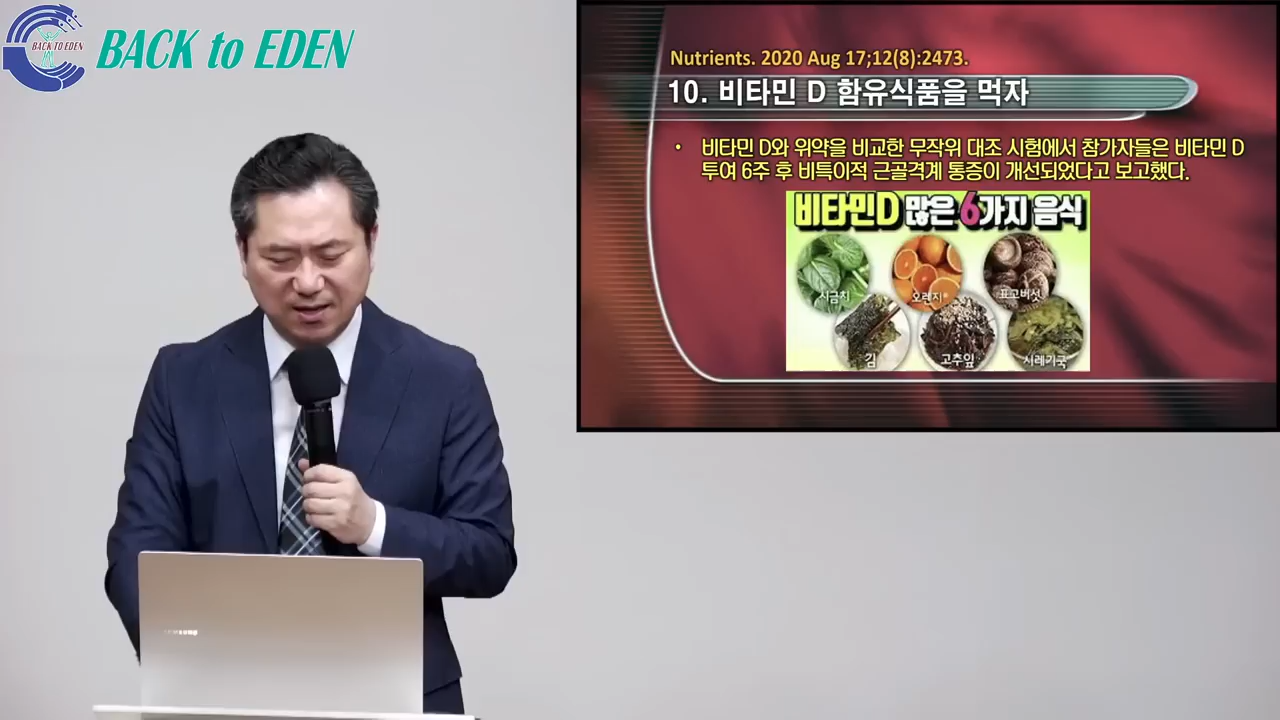 BACK TO EDEN
BACK to EDEN
Nutrients. 2020 Aug 17;12(8):2473.
10. 비타민 D 함유식품을 먹자
• 비타민 D와 위약을 비교한 무작위 대조 시험에서 참가자들은 비타민 D
투여 6주 후 비특이적 근골격계 통증이 개선되었다고 보고했다.
비타민D 많은 6가지 음식
시금치
오렌지
표고버섯
김
고추잎
시레기국